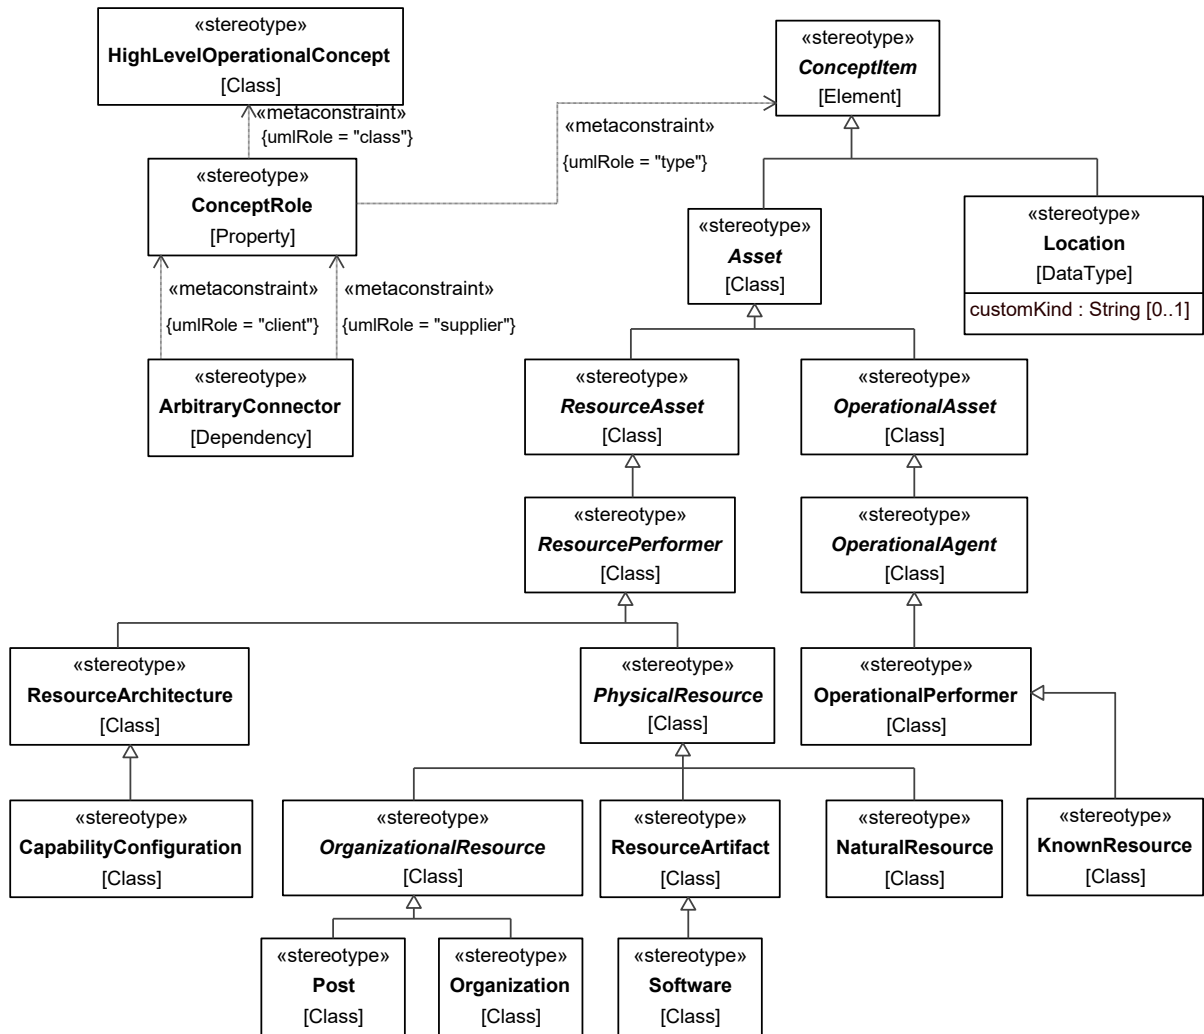 «stereotype»
HighLevelOperationalConcept
[Class]
«stereotype»
ConceptItem
[Element]
«metaconstraint»
{umlRole = "class"}
«metaconstraint»
{umlRole = "type"}
«stereotype»
ConceptRole
[Property]
«stereotype»
Asset
[Class]
«stereotype»
Location
[DataType]
customKind : String [0..1]
«metaconstraint»
{umlRole = "client"}
«metaconstraint»
{umlRole = "supplier"}
«stereotype»
ArbitraryConnector
[Dependency]
«stereotype»
ResourceAsset
[Class]
«stereotype»
OperationalAsset
[Class]
«stereotype»
ResourcePerformer
[Class]
«stereotype»
OperationalAgent
[Class]
«stereotype»
ResourceArchitecture
[Class]
«stereotype»
PhysicalResource
[Class]
«stereotype»
OperationalPerformer
[Class]
«stereotype»
CapabilityConfiguration
[Class]
«stereotype»
OrganizationalResource
[Class]
«stereotype»
ResourceArtifact
[Class]
«stereotype»
NaturalResource
[Class]
«stereotype»
KnownResource
[Class]
«stereotype»
Post
[Class]
«stereotype»
Organization
[Class]
«stereotype»
Software
[Class]